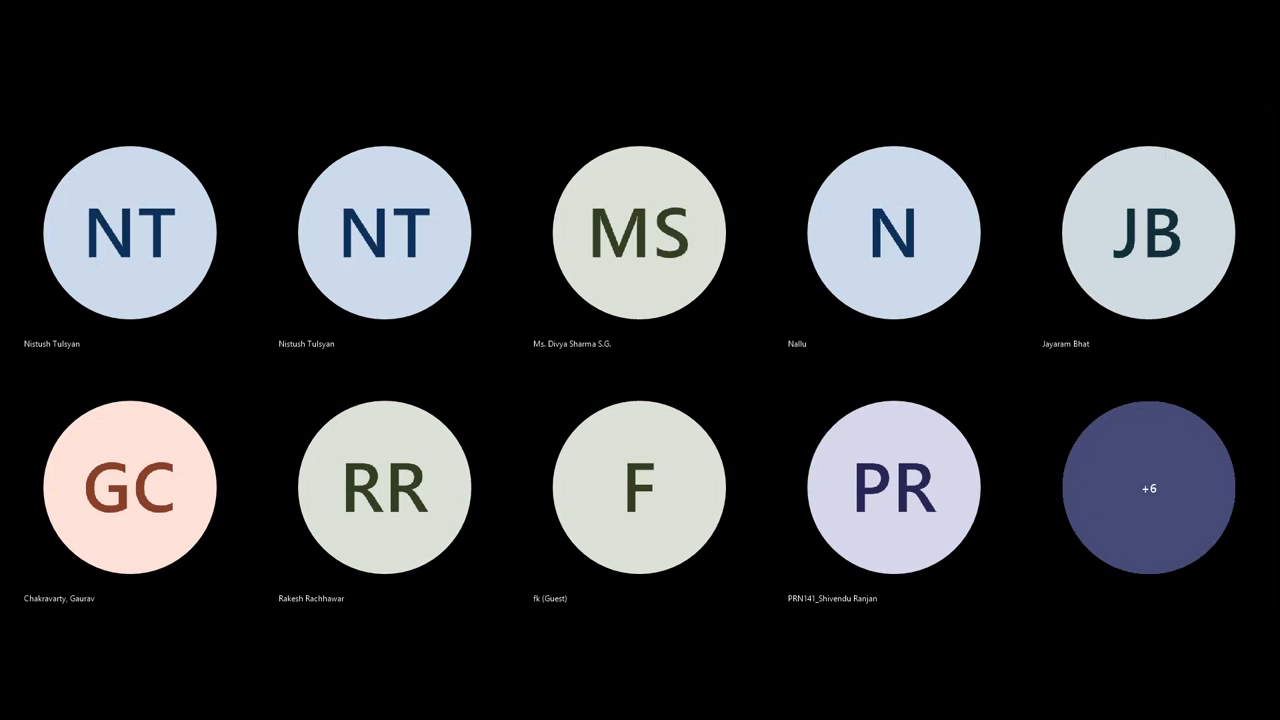 NT
NT
MS
N
JB
Nistush Tulsyan
Nistush Tulsyan
Ms. Divya Sharma S.G.
Nallu
Jayaram Bhat
GC
RR
F
PR
+6
Chakravarty, Gaurav
Rakesh Rachhawar
fk (Guest)
PRN141_Shivendu Ranjan